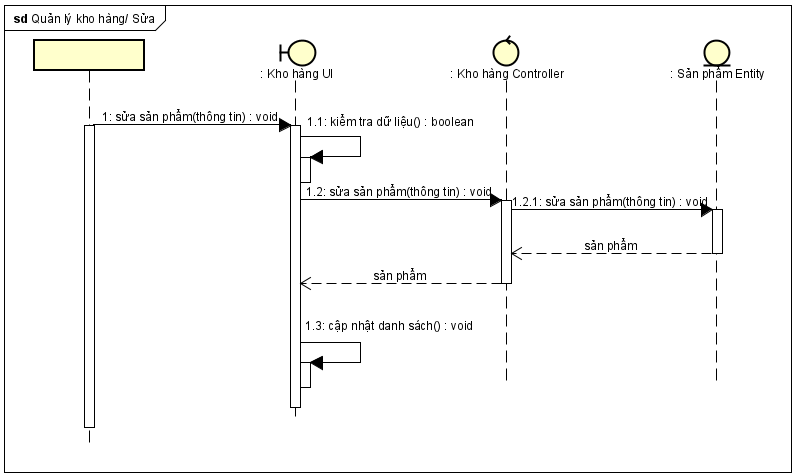 sd Quản lý kho hàng/ Sửa
: Kho hàng UI
: Kho hàng Controller
: Sản phẩm Entity
1: sửa sản phẩm(thông tin) : void
1.1: kiểm tra dữ liệu() : boolean
1.2: sửa sản phẩm(thông tin) : void
1.2.1: sửa sản phẩm(thông tin) : void
sản phẩm
sản phẩm
1.3: cập nhật danh sách() : void